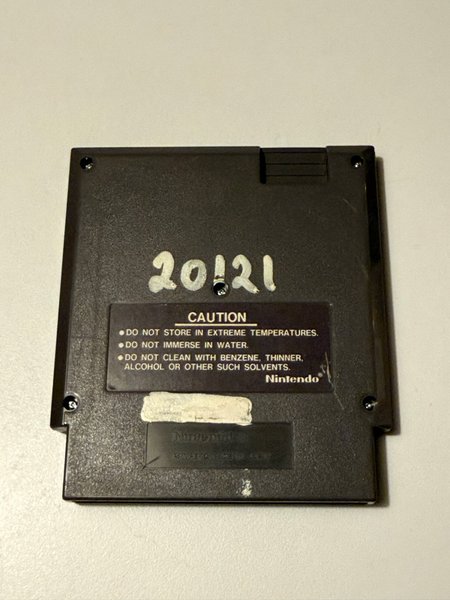 20121
CAUTION
• DO NOT STORE IN EXTREME TEMPERATURES.
• DO NOT IMMERSE IN WATER.
• DO NOT CLEAN WITH BENZENE, THINNER,
ALCOHOL OR OTHER SUCH SOLVENTS.
Nintendo